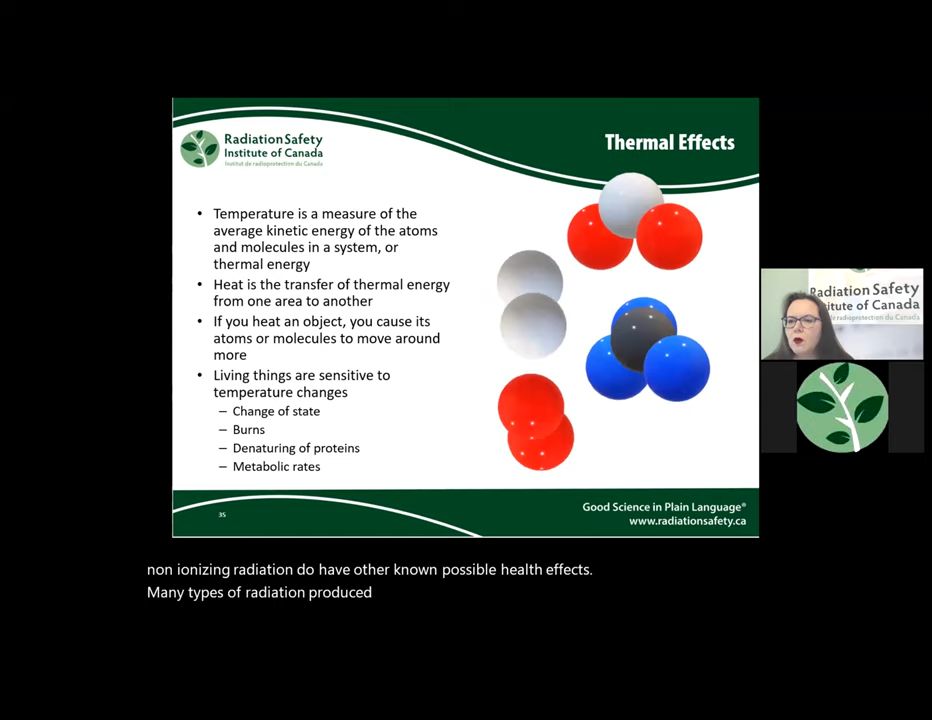 Radiation Safety
Institute of Canada
Institut de radioprotection du Canada
Thermal Effects
• Temperature is a measure of the
average kinetic energy of the atoms
and molecules in a system, or
thermal energy
• Heat is the transfer of thermal energy
from one area to another
• If you heat an object, you cause its
atoms or molecules to move around
more
• Living things are sensitive to
temperature changes
– Change of state
– Burns
– Denaturing of proteins
– Metabolic rates
35
Good Science in Plain Language®
www.radiationsafety.ca
Radiation Safety
itute of Canada
de radioprotection du Canada
non ionizing radiation do have other known possible health effects.
Many types of radiation produced